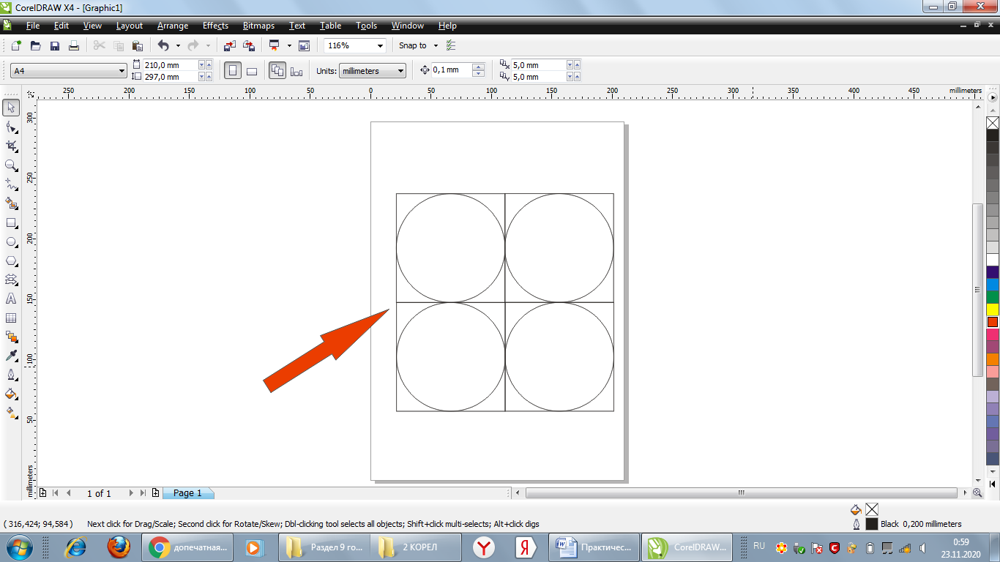 CorelDRAW X4 - [Graphic1]
File Edit View Layout Arrange Effects Bitmaps Text Table Tools Window Help
116% Snap to
A4 210,0 mm 297,0 mm Units: millimeters 0,1 mm 5,0 mm 5,0 mm
250 200 150 100 50 0 50 100 150 200 250 300 350 400 450 millimeters
300
250
200
150
100
50
millimeters
1 of 1 Page 1
( 316,424; 94,584 ) Next click for Drag/Scale; Second click for Rotate/Skew; Dbl-clicking tool selects all objects; Shift+click multi-selects; Alt+click digs
Black 0,200 millimeters
допечатная... Раздел 9 го... 2 КОРЕЛ Я Практичес... CorelDRAW... RU 0:59
23.11.2020